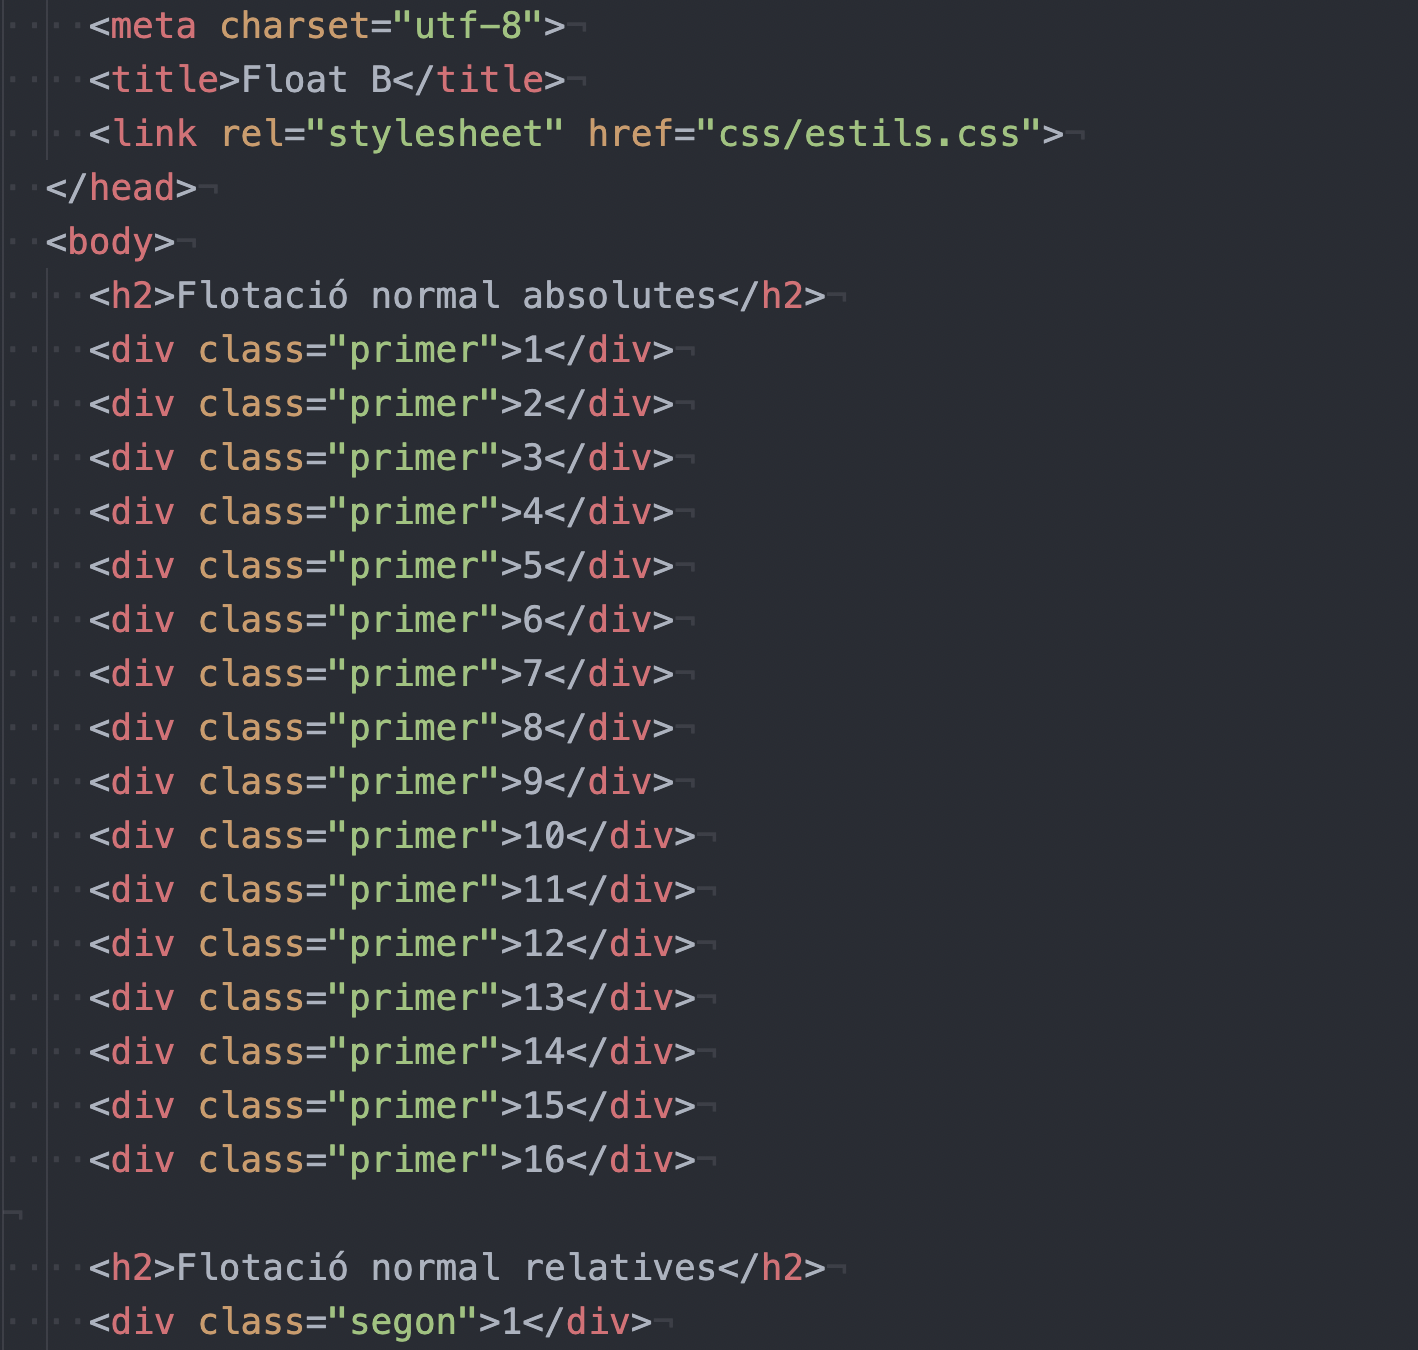 <meta charset="utf-8">
<title>Float B</title>
<link rel="stylesheet" href="css/estils.css">
</head>
<body>
<h2>Flotació normal absolutes</h2>
<div class="primer">1</div>
<div class="primer">2</div>
<div class="primer">3</div>
<div class="primer">4</div>
<div class="primer">5</div>
<div class="primer">6</div>
<div class="primer">7</div>
<div class="primer">8</div>
<div class="primer">9</div>
<div class="primer">10</div>
<div class="primer">11</div>
<div class="primer">12</div>
<div class="primer">13</div>
<div class="primer">14</div>
<div class="primer">15</div>
<div class="primer">16</div>
<h2>Flotació normal relatives</h2>
<div class="segon">1</div>